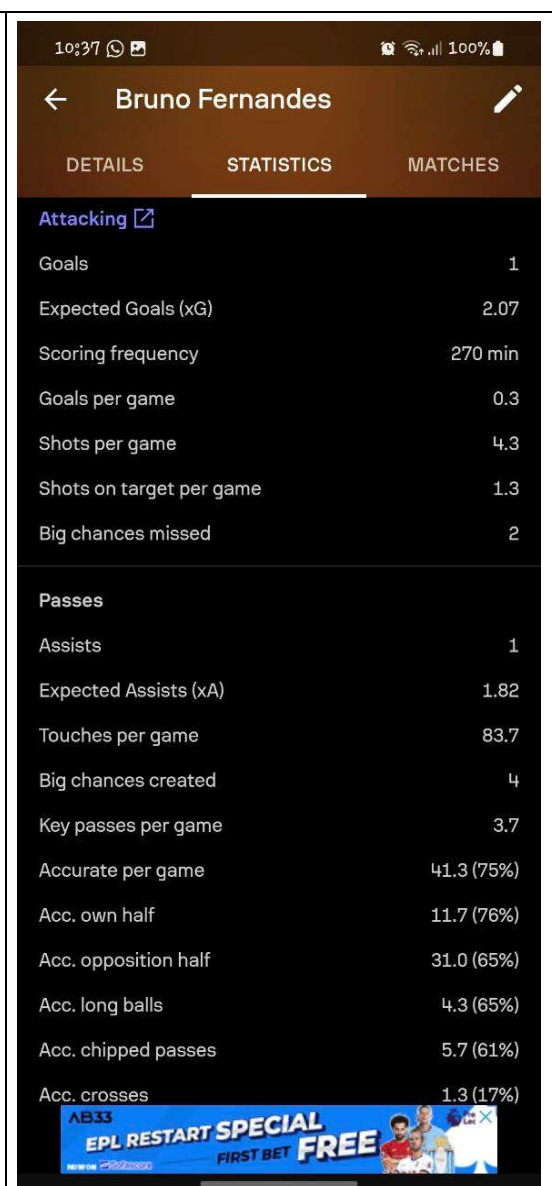 10:37 100%
Bruno Fernandes
DETAILS STATISTICS MATCHES
Attacking
Goals 1
Expected Goals (xG) 2.07
Scoring frequency 270 min
Goals per game 0.3
Shots per game 4.3
Shots on target per game 1.3
Big chances missed 2
Passes
Assists 1
Expected Assists (xA) 1.82
Touches per game 83.7
Big chances created 4
Key passes per game 3.7
Accurate per game 41.3 (75%)
Acc. own half 11.7 (76%)
Acc. opposition half 31.0 (65%)
Acc. long balls 4.3 (65%)
Acc. chipped passes 5.7 (61%)
Acc. crosses 1.3 (17%)
AB33
EPL RESTART SPECIAL
FIRST BET FREE
NOW ON Sofascore